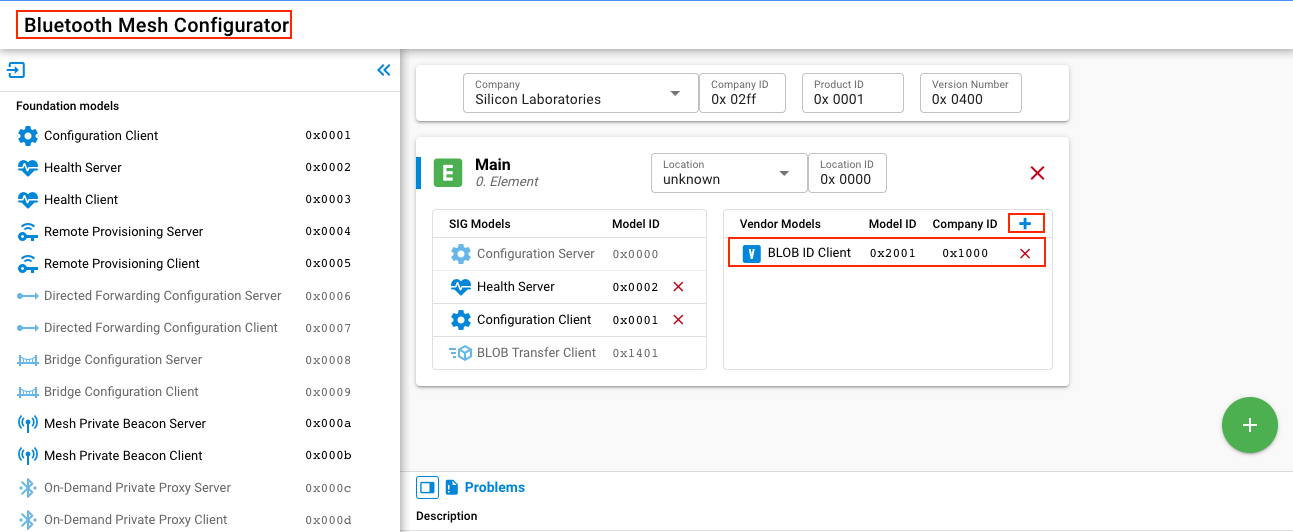 Bluetooth Mesh Configurator
Foundation models
Configuration Client 0x0001
Health Server 0x0002
Health Client 0x0003
Remote Provisioning Server 0x0004
Remote Provisioning Client 0x0005
Directed Forwarding Configuration Server 0x0006
Directed Forwarding Configuration Client 0x0007
Bridge Configuration Server 0x0008
Bridge Configuration Client 0x0009
Mesh Private Beacon Server 0x000a
Mesh Private Beacon Client 0x000b
On-Demand Private Proxy Server 0x000c
On-Demand Private Proxy Client 0x000d
Company Company ID Product ID Version Number
Silicon Laboratories 0x 02ff 0x 0001 0x 0400
E
Main
0. Element
Location Location ID
unknown 0x 0000
SIG Models Model ID
Configuration Server 0x0000
Health Server 0x0002
Configuration Client 0x0001
BLOB Transfer Client 0x1401
Vendor Models Model ID Company ID
V BLOB ID Client 0x2001 0x1000
Problems
Description